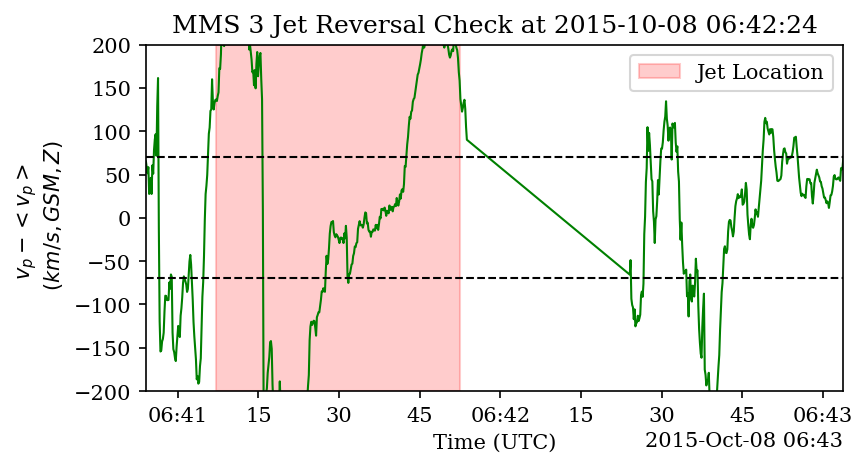 MMS 3 Jet Reversal Check at 2015-10-08 06:42:24
Jet Location
200
150
100
50
0
−50
−100
−150
−200
v_p − < v_p >
(km/s, GSM, Z)
06:41 15 30 45 06:42 15 30 45 06:43
Time (UTC)
2015-Oct-08 06:43